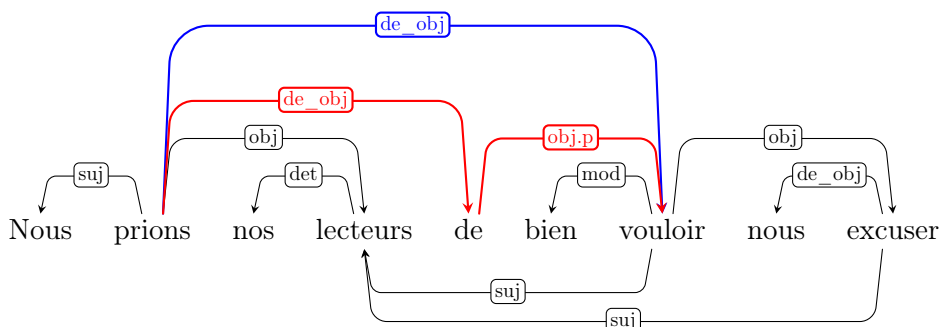 de_obj
de_obj
obj obj.p obj
suj det mod de_obj
Nous prions nos lecteurs de bien vouloir nous excuser
suj
suj